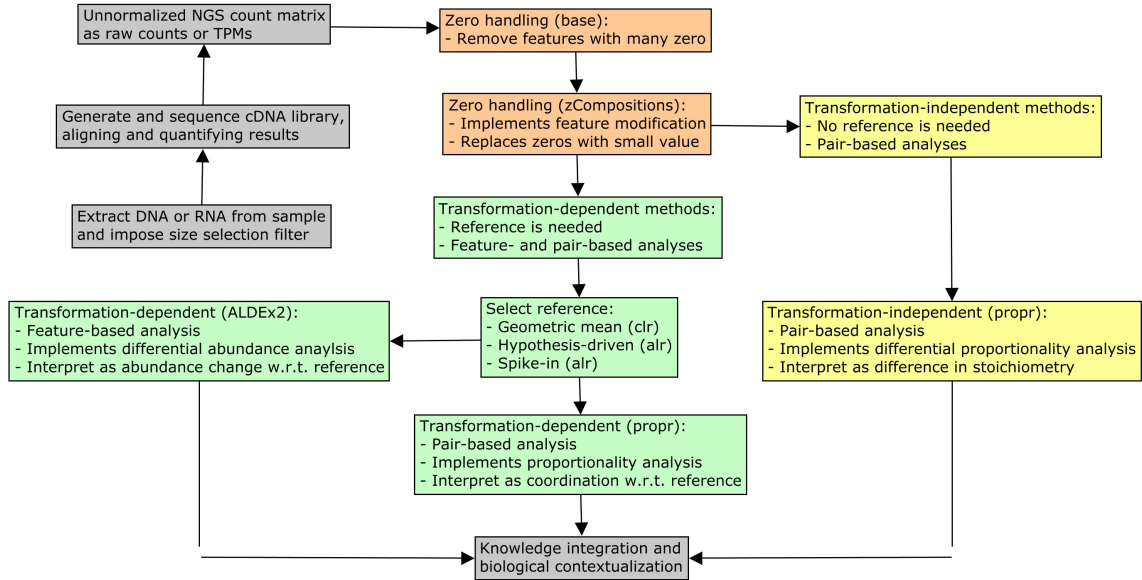 Unnormalized NGS count matrix
as raw counts or TPMs
Zero handling (base):
- Remove features with many zero
Generate and sequence cDNA library,
aligning and quantifying results
Zero handling (zCompositions):
- Implements feature modification
- Replaces zeros with small value
Transformation-independent methods:
- No reference is needed
- Pair-based analyses
Extract DNA or RNA from sample
and impose size selection filter
Transformation-dependent methods:
- Reference is needed
- Feature- and pair-based analyses
Transformation-dependent (ALDEx2):
- Feature-based analysis
- Implements differential abundance anaylsis
- Interpret as abundance change w.r.t. reference
Select reference:
- Geometric mean (clr)
- Hypothesis-driven (alr)
- Spike-in (alr)
Transformation-independent (propr):
- Pair-based analysis
- Implements differential proportionality analysis
- Interpret as difference in stoichiometry
Transformation-dependent (propr):
- Pair-based analysis
- Implements proportionality analysis
- Interpret as coordination w.r.t. reference
Knowledge integration and
biological contextualization